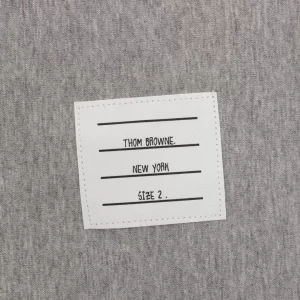 THOM BROWNE.
NEW YORK
SIZE 2.